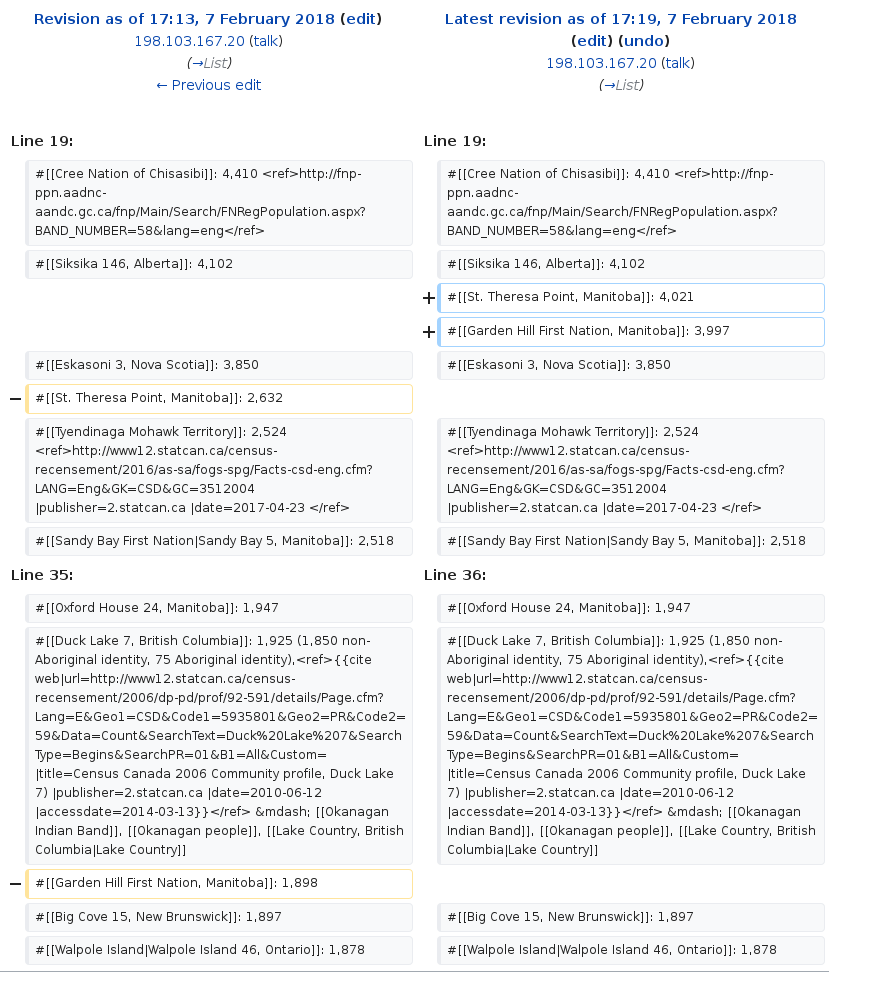 Revision as of 17:13, 7 February 2018 (edit)
198.103.167.20 (talk)
(→List)
← Previous edit
Latest revision as of 17:19, 7 February 2018
(edit) (undo)
198.103.167.20 (talk)
(→List)
Line 19:
Line 19:
#[[Cree Nation of Chisasibi]]: 4,410 <ref>http://fnp-
ppn.aadnc-
aandc.gc.ca/fnp/Main/Search/FNRegPopulation.aspx?
BAND_NUMBER=58&lang=eng</ref>
#[[Cree Nation of Chisasibi]]: 4,410 <ref>http://fnp-
ppn.aadnc-
aandc.gc.ca/fnp/Main/Search/FNRegPopulation.aspx?
BAND_NUMBER=58&lang=eng</ref>
#[[Siksika 146, Alberta]]: 4,102
#[[Siksika 146, Alberta]]: 4,102
+ #[[St. Theresa Point, Manitoba]]: 4,021
+ #[[Garden Hill First Nation, Manitoba]]: 3,997
#[[Eskasoni 3, Nova Scotia]]: 3,850
#[[Eskasoni 3, Nova Scotia]]: 3,850
− #[[St. Theresa Point, Manitoba]]: 2,632
#[[Tyendinaga Mohawk Territory]]: 2,524
<ref>http://www12.statcan.ca/census-
recensement/2016/as-sa/fogs-spg/Facts-csd-eng.cfm?
LANG=Eng&GK=CSD&GC=3512004
|publisher=2.statcan.ca |date=2017-04-23 </ref>
#[[Tyendinaga Mohawk Territory]]: 2,524
<ref>http://www12.statcan.ca/census-
recensement/2016/as-sa/fogs-spg/Facts-csd-eng.cfm?
LANG=Eng&GK=CSD&GC=3512004
|publisher=2.statcan.ca |date=2017-04-23 </ref>
#[[Sandy Bay First Nation|Sandy Bay 5, Manitoba]]: 2,518
#[[Sandy Bay First Nation|Sandy Bay 5, Manitoba]]: 2,518
Line 35:
Line 36:
#[[Oxford House 24, Manitoba]]: 1,947
#[[Oxford House 24, Manitoba]]: 1,947
#[[Duck Lake 7, British Columbia]]: 1,925 (1,850 non-
Aboriginal identity, 75 Aboriginal identity),<ref>{{cite
web|url=http://www12.statcan.ca/census-
recensement/2006/dp-pd/prof/92-591/details/Page.cfm?
Lang=E&Geo1=CSD&Code1=5935801&Geo2=PR&Code2=
59&Data=Count&SearchText=Duck%20Lake%207&Search
Type=Begins&SearchPR=01&B1=All&Custom=
|title=Census Canada 2006 Community profile, Duck Lake
7) |publisher=2.statcan.ca |date=2010-06-12
|accessdate=2014-03-13}}</ref> &mdash; [[Okanagan
Indian Band]], [[Okanagan people]], [[Lake Country, British
Columbia|Lake Country]]
#[[Duck Lake 7, British Columbia]]: 1,925 (1,850 non-
Aboriginal identity, 75 Aboriginal identity),<ref>{{cite
web|url=http://www12.statcan.ca/census-
recensement/2006/dp-pd/prof/92-591/details/Page.cfm?
Lang=E&Geo1=CSD&Code1=5935801&Geo2=PR&Code2=
59&Data=Count&SearchText=Duck%20Lake%207&Search
Type=Begins&SearchPR=01&B1=All&Custom=
|title=Census Canada 2006 Community profile, Duck Lake
7) |publisher=2.statcan.ca |date=2010-06-12
|accessdate=2014-03-13}}</ref> &mdash; [[Okanagan
Indian Band]], [[Okanagan people]], [[Lake Country, British
Columbia|Lake Country]]
− #[[Garden Hill First Nation, Manitoba]]: 1,898
#[[Big Cove 15, New Brunswick]]: 1,897
#[[Big Cove 15, New Brunswick]]: 1,897
#[[Walpole Island|Walpole Island 46, Ontario]]: 1,878
#[[Walpole Island|Walpole Island 46, Ontario]]: 1,878